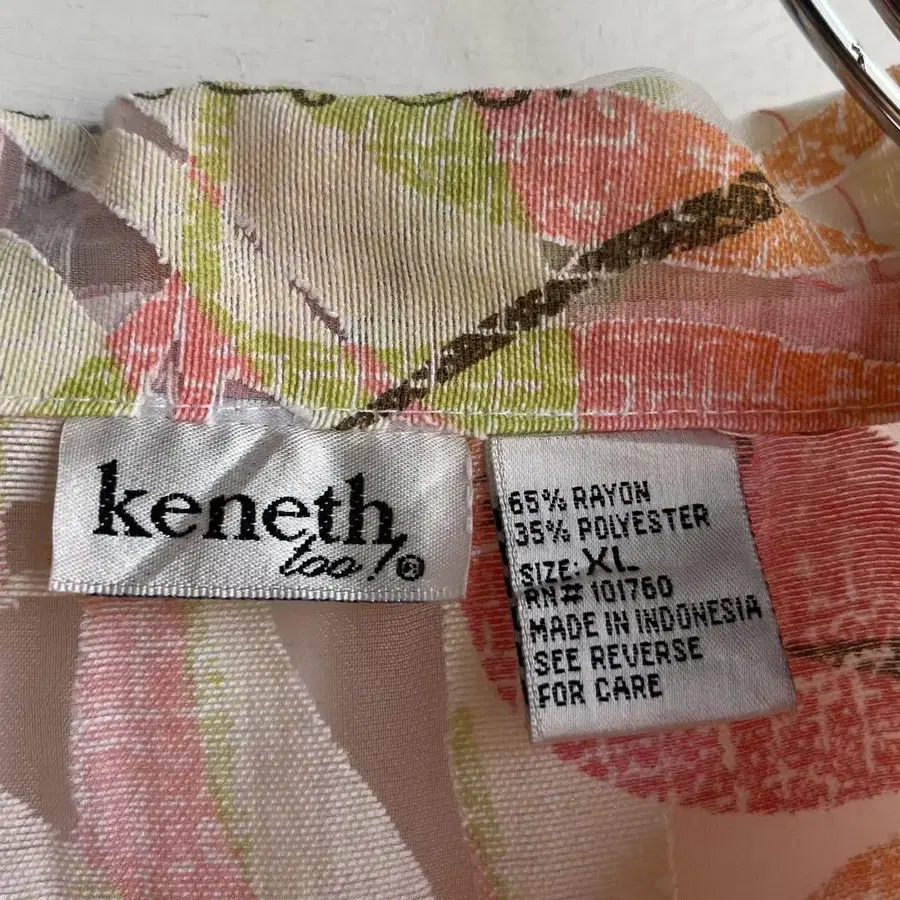 keneth
too!®
65% RAYON
35% POLYESTER
SIZE: XL
RN# 101760
MADE IN INDONESIA
SEE REVERSE
FOR CARE